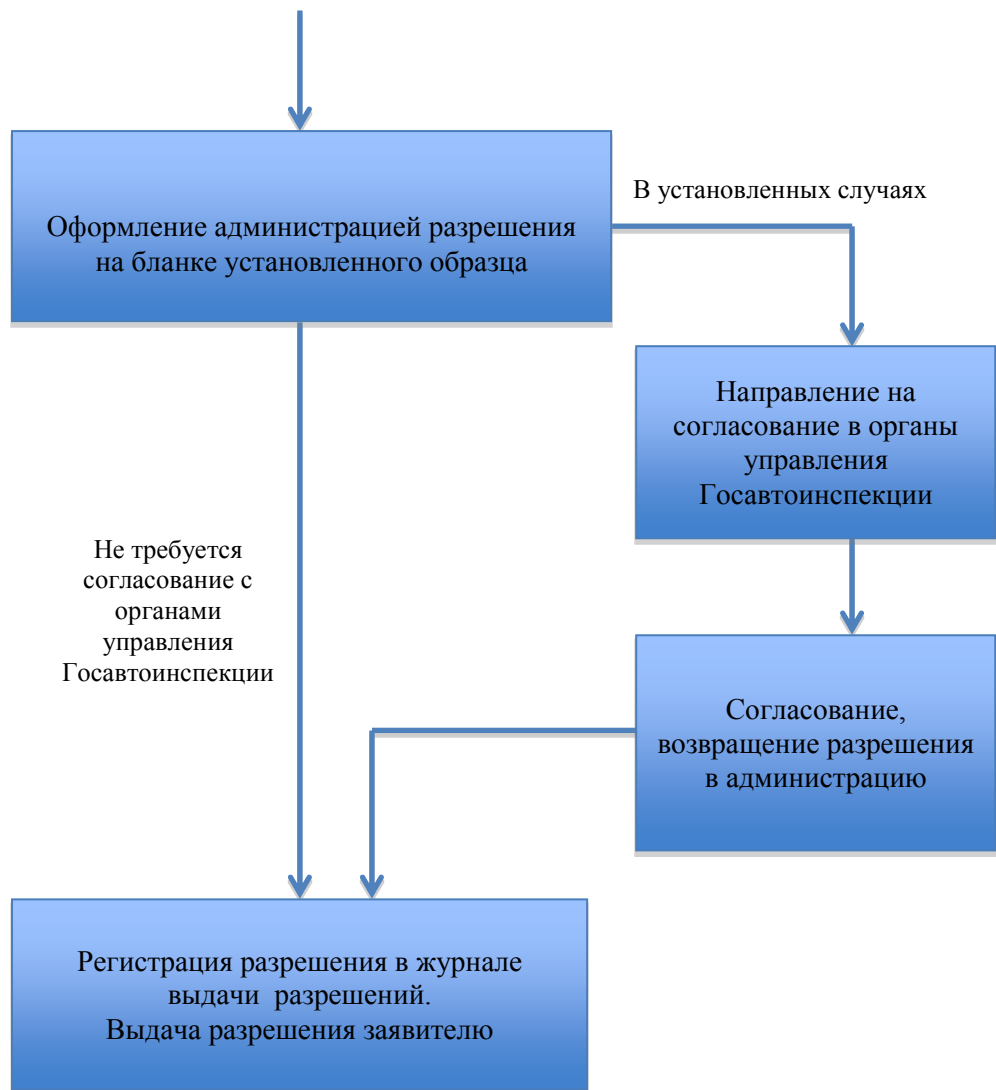 В установленных случаях
Оформление администрацией разрешения
на бланке установленного образца
Направление на
согласование в органы
управления
Госавтоинспекции
Не требуется
согласование с
органами
управления
Госавтоинспекции
Согласование,
возвращение разрешения
в администрацию
Регистрация разрешения в журнале
выдачи разрешений.
Выдача разрешения заявителю